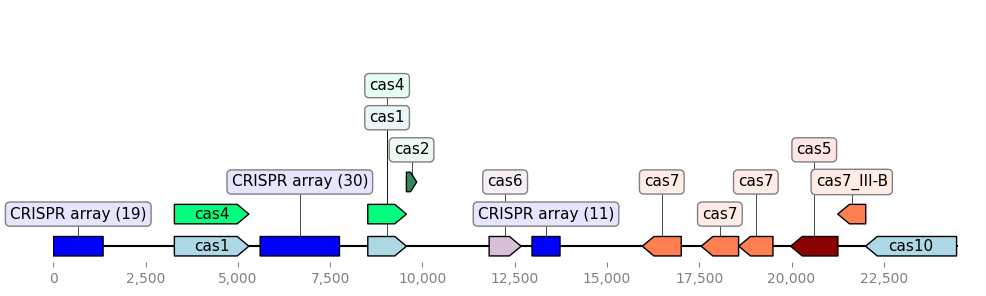 cas4
cas1
cas2
cas5
CRISPR array (30)
cas6
cas7
cas7
cas7_III-B
CRISPR array (19)
cas4
CRISPR array (11)
cas7
cas1
cas10
0
2,500
5,000
7,500
10,000
12,500
15,000
17,500
20,000
22,500